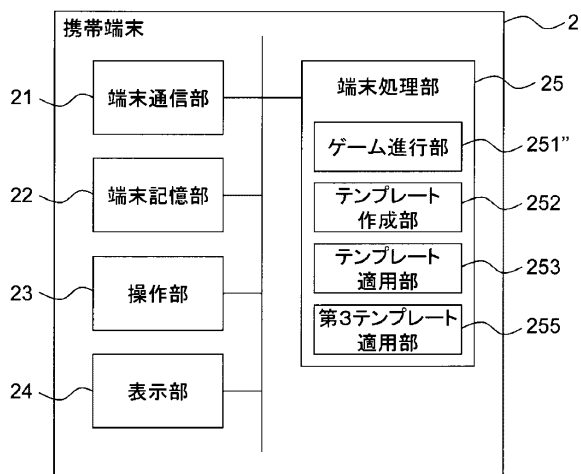 携帯端末
2
21
端末通信部
22
端末記憶部
23
操作部
24
表示部
端末処理部
25
ゲーム進行部
251”
テンプレート
作成部
252
テンプレート
適用部
253
第3テンプレート
適用部
255